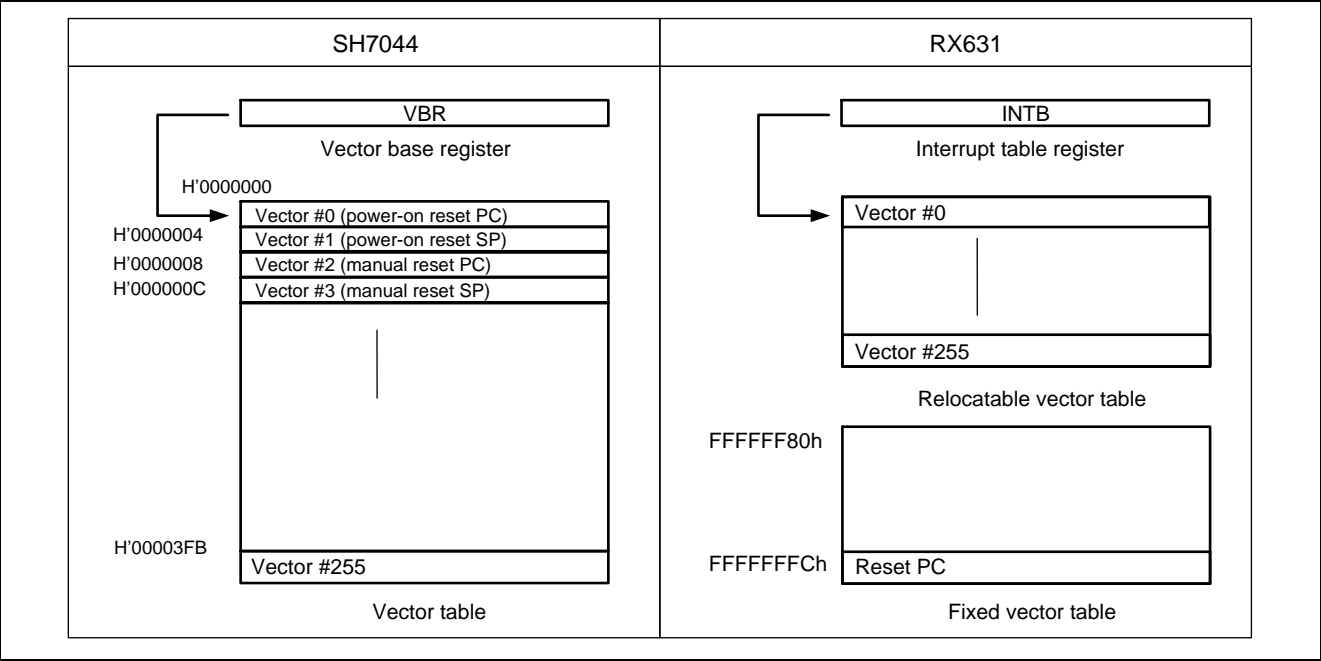 SH7044
RX631
VBR
Vector base register
H'0000000
Vector #0 (power-on reset PC)
H'0000004
Vector #1 (power-on reset SP)
H'0000008
Vector #2 (manual reset PC)
H'000000C
Vector #3 (manual reset SP)
H'00003FB
Vector #255
Vector table
INTB
Interrupt table register
Vector #0
Vector #255
Relocatable vector table
FFFFFF80h
FFFFFFFCh
Reset PC
Fixed vector table